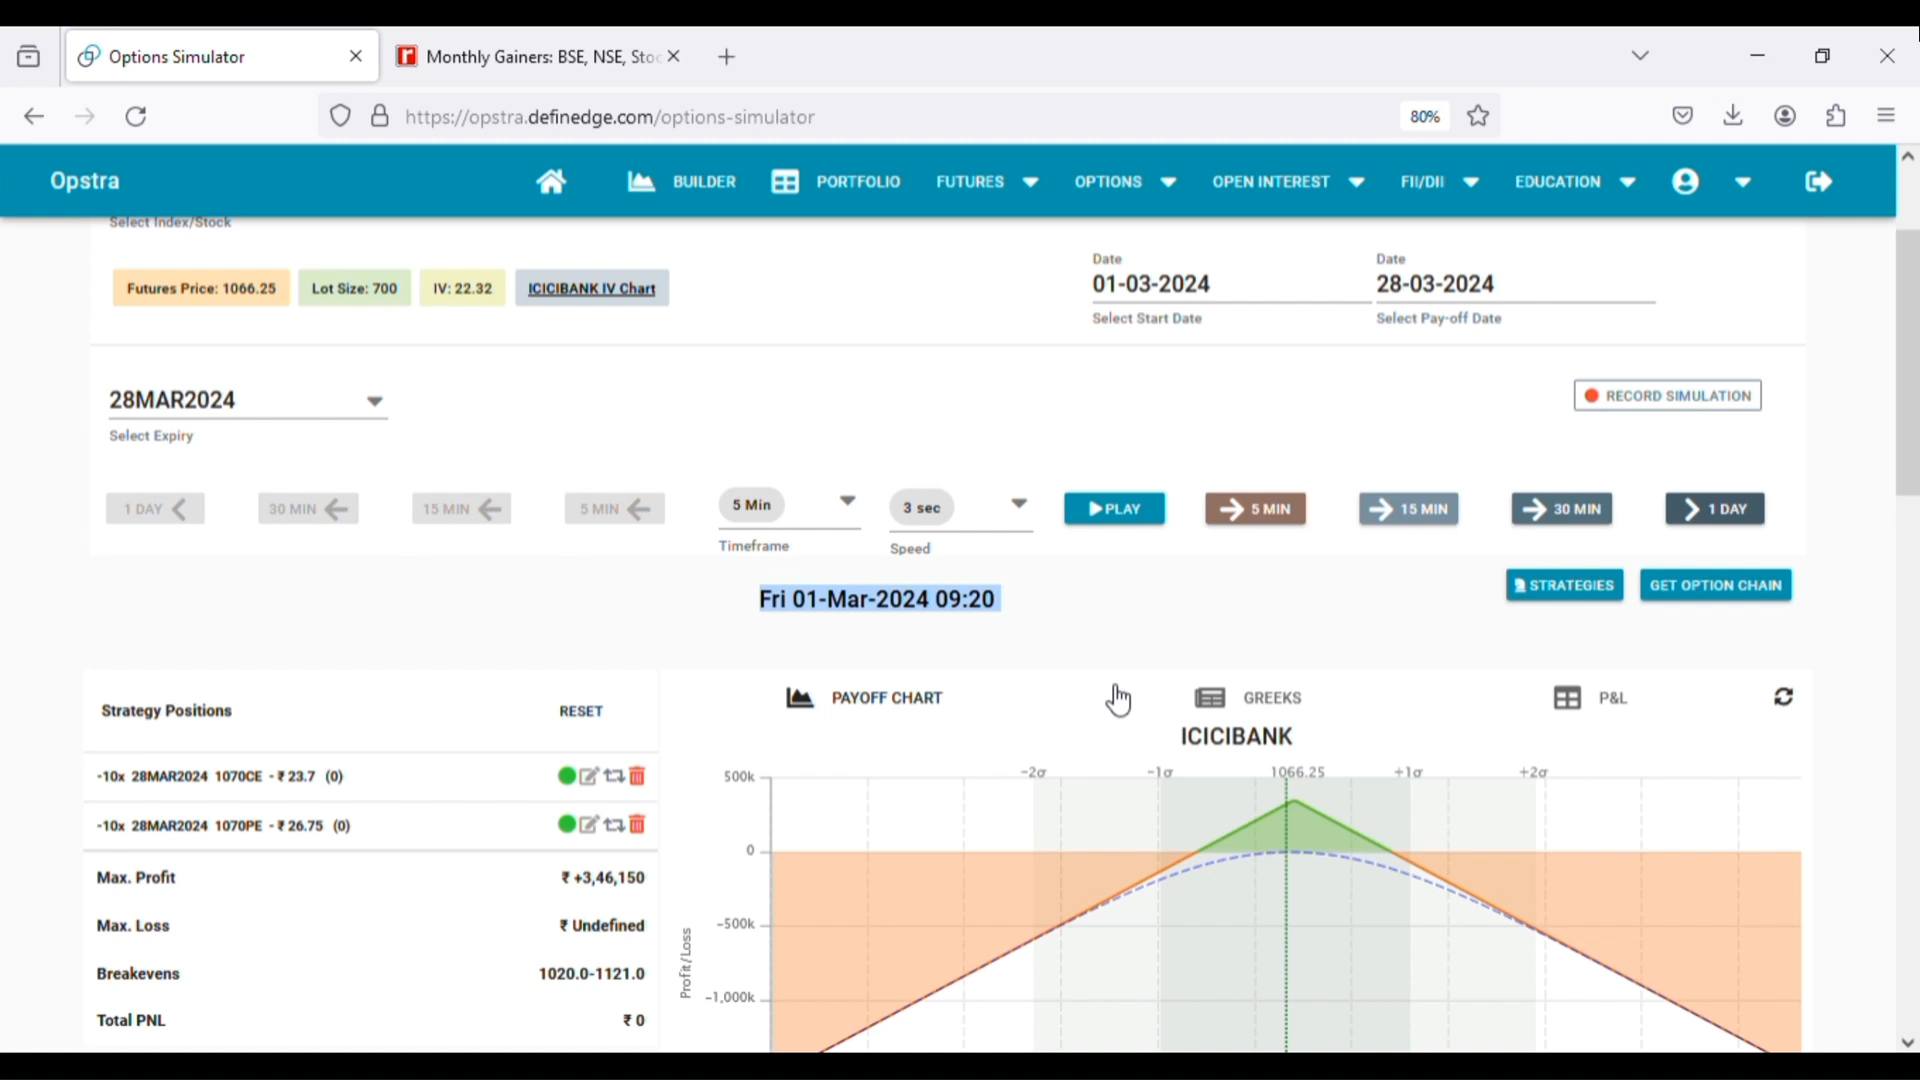 Options Simulator
Monthly Gainers: BSE, NSE, Sto
https://opstra.definedge.com/options-simulator
80%
Opstra
BUILDER
PORTFOLIO
FUTURES
OPTIONS
OPEN INTEREST
FII/DII
EDUCATION
Select Index/Stock
Futures Price: 1066.25
Lot Size: 700
IV: 22.32
ICICIBANK IV Chart
Date
01-03-2024
Select Start Date
Date
28-03-2024
Select Pay-off Date
28MAR2024
Select Expiry
RECORD SIMULATION
1 DAY
30 MIN
15 MIN
5 MIN
5 Min
Timeframe
3 sec
Speed
PLAY
5 MIN
15 MIN
30 MIN
1 DAY
Fri 01-Mar-2024 09:20
STRATEGIES
GET OPTION CHAIN
Strategy Positions
RESET
-10x 28MAR2024 1070CE - ₹ 23.7 (0)
-10x 28MAR2024 1070PE - ₹ 26.75 (0)
Max. Profit ₹ +3,46,150
Max. Loss ₹ Undefined
Breakevens 1020.0-1121.0
Total PNL ₹ 0
PAYOFF CHART
GREEKS
P&L
ICICIBANK
-2σ -1σ 1066.25 +1σ +2σ
500k
0
-500k
-1,000k
Profit/Loss